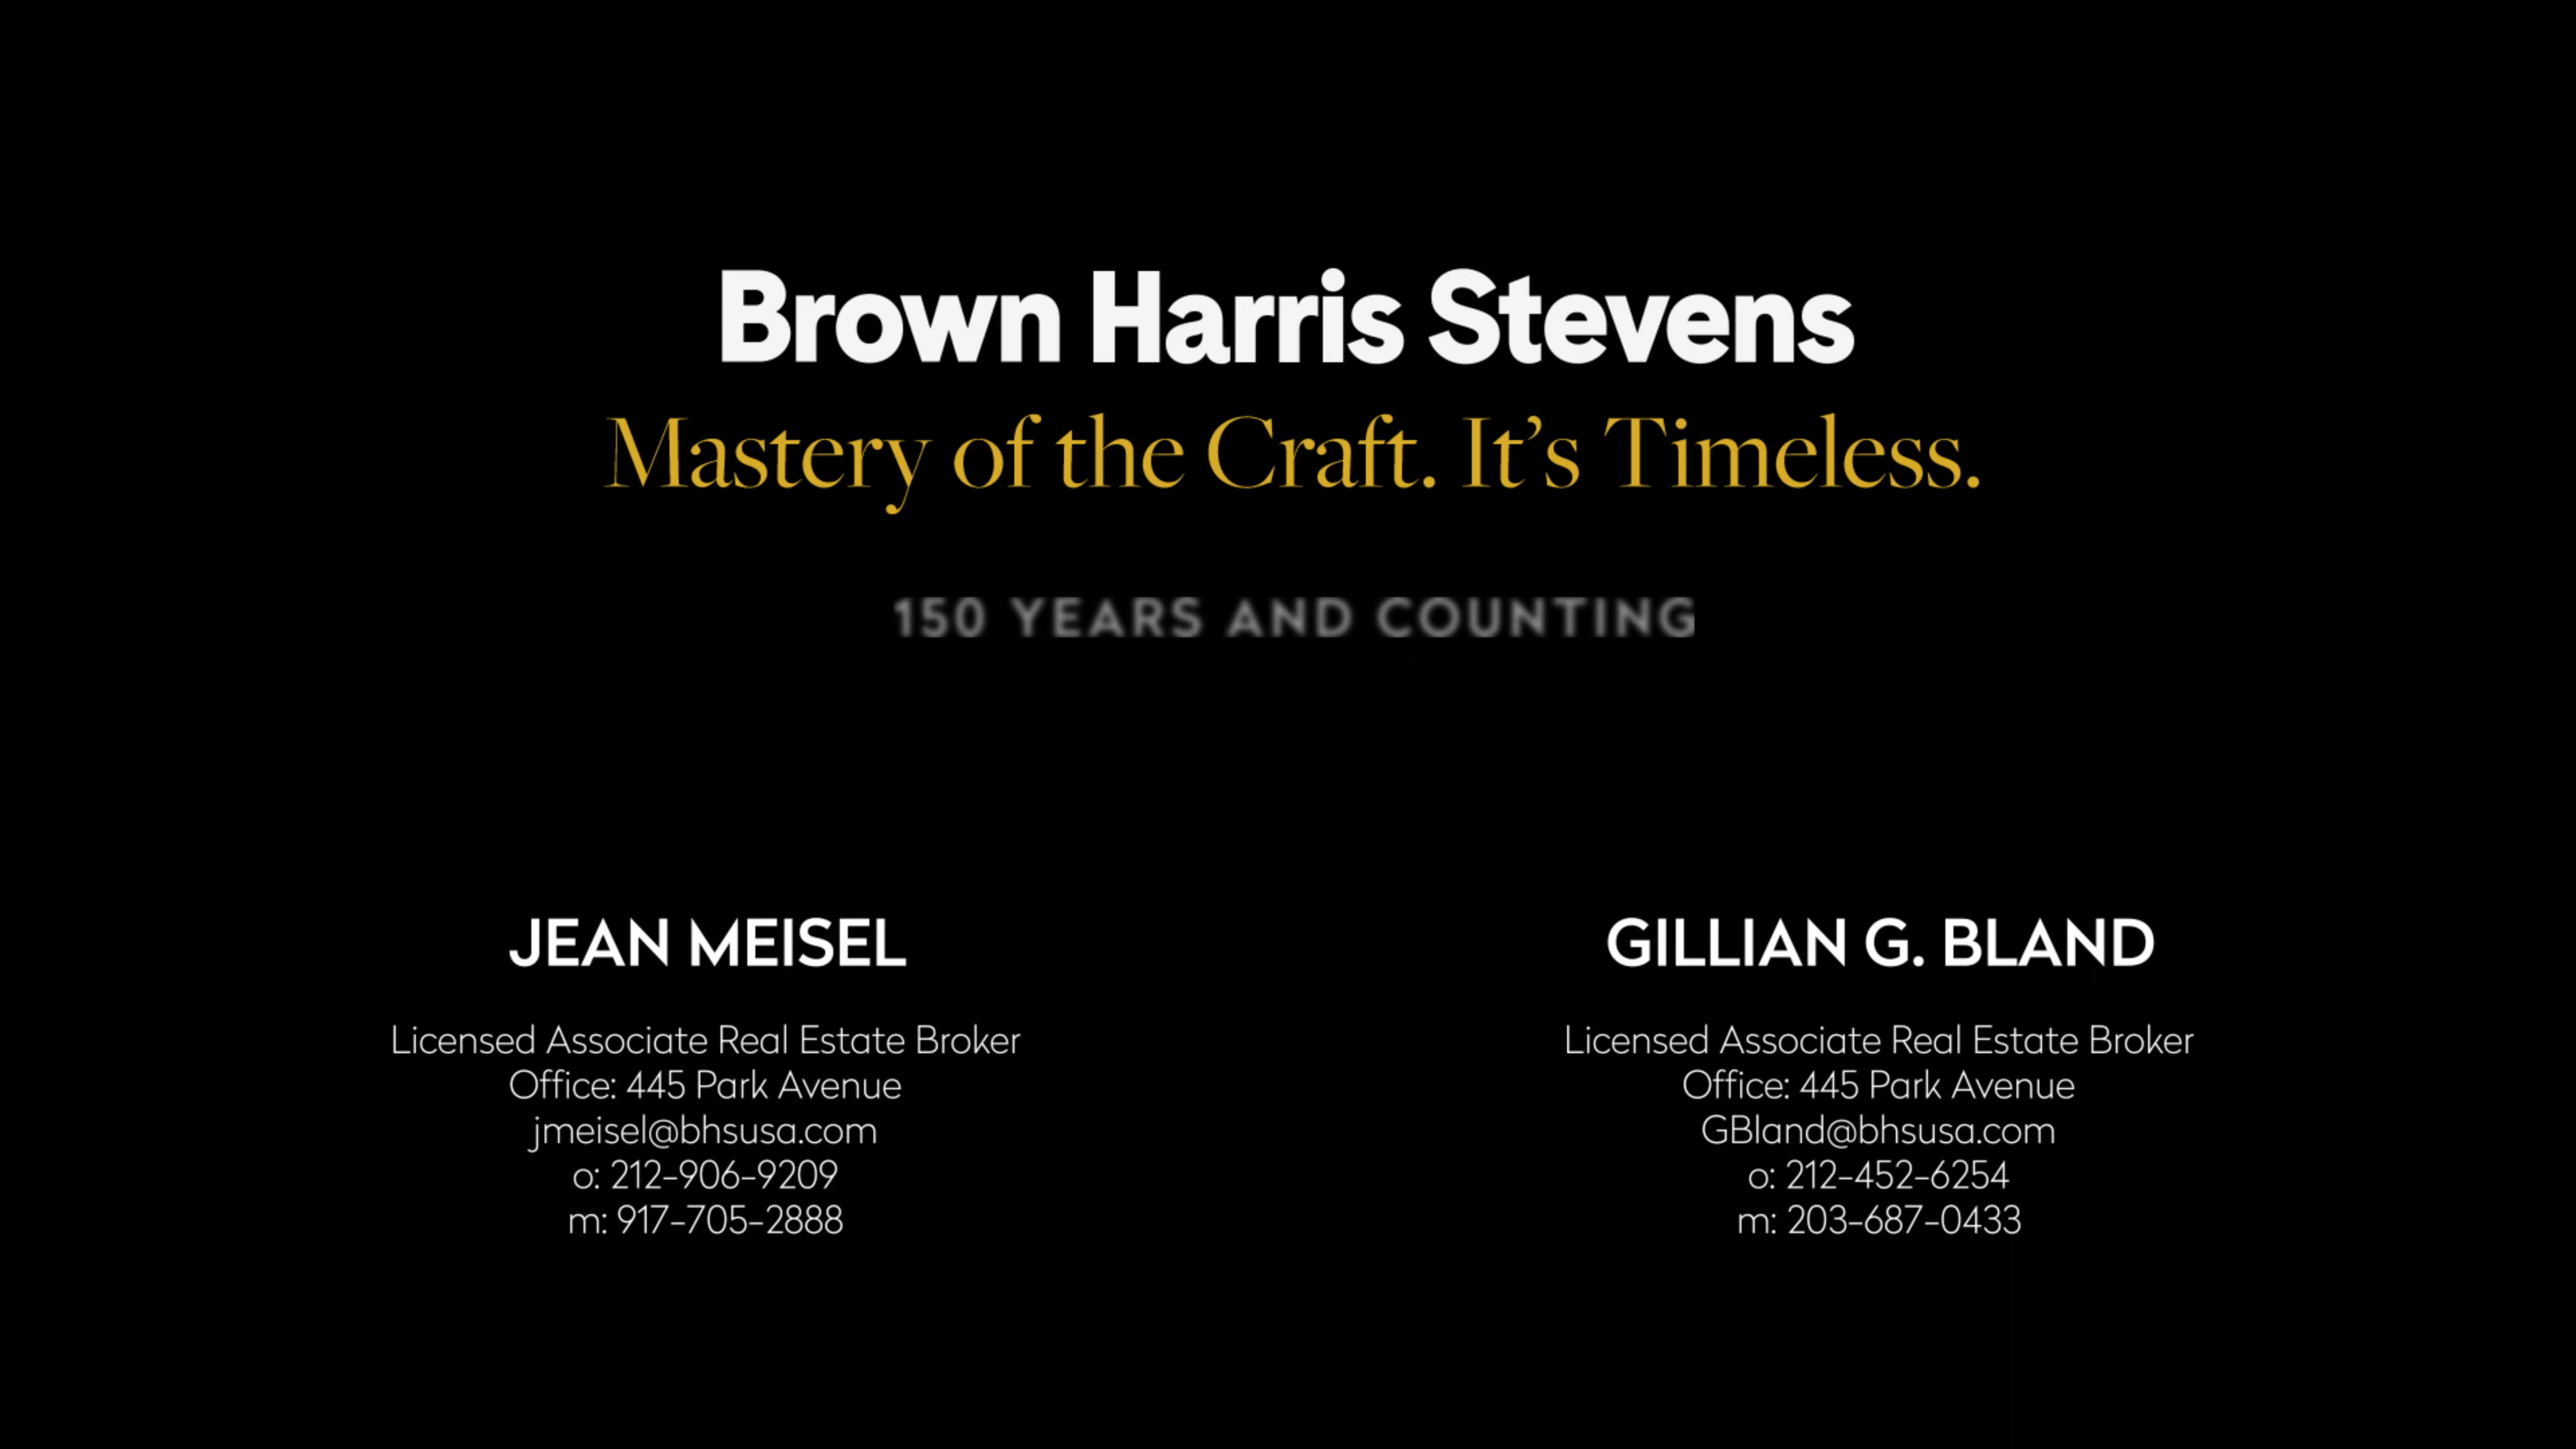 Brown Harris Stevens
Mastery of the Craft. It's Timeless.
150 YEARS AND COUNTING
JEAN MEISEL
Licensed Associate Real Estate Broker
Office: 445 Park Avenue
jmeisel@bhsusa.com
o: 212-906-9209
m: 917-705-2888
GILLIAN G. BLAND
Licensed Associate Real Estate Broker
Office: 445 Park Avenue
GBland@bhsusa.com
o: 212-452-6254
m: 203-687-0433